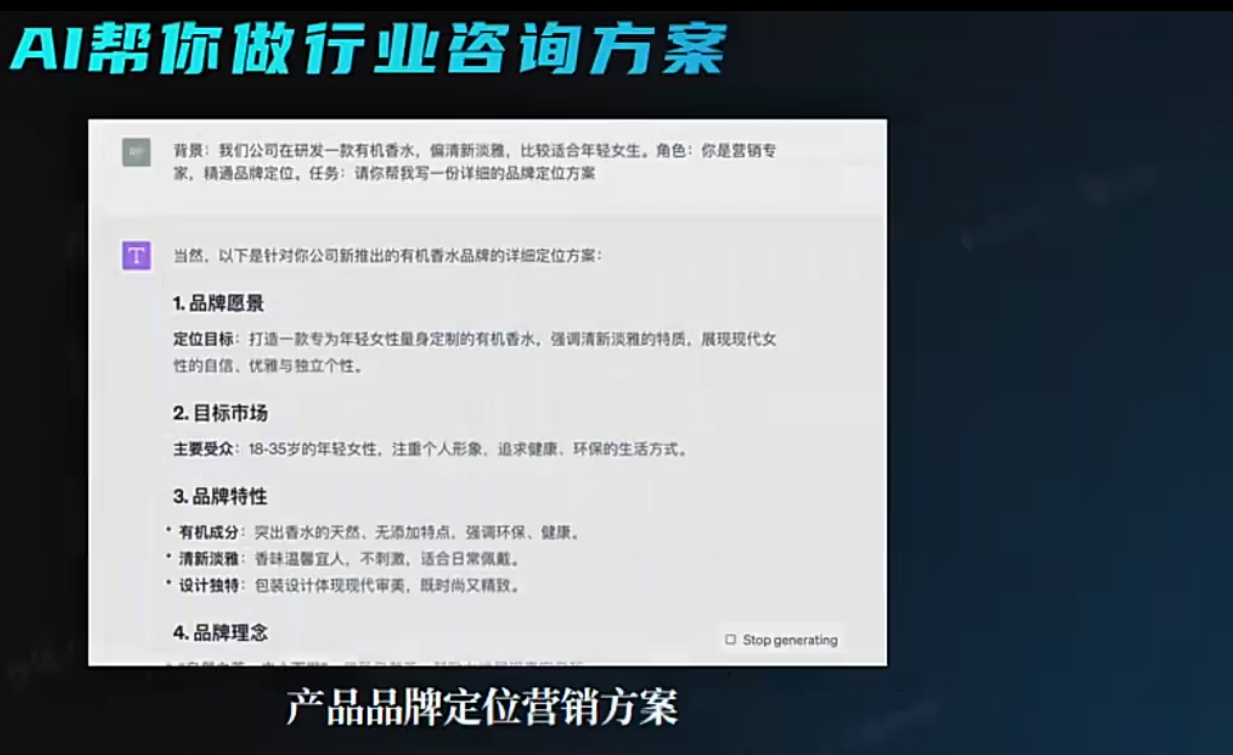 AI帮你做行业咨询方案
背景：我们公司在研发一款有机香水，偏清新淡雅，比较适合年轻女生。角色：你是营销专
家，精通品牌定位。任务：请你帮我写一份详细的品牌定位方案
T
当然，以下是针对你公司新推出的有机香水品牌的详细定位方案：
1. 品牌愿景
定位目标：打造一款专为年轻女性量身定制的有机香水，强调清新淡雅的特质，展现现代女
性的自信、优雅与独立个性。
2. 目标市场
主要受众：18-35岁的年轻女性，注重个人形象，追求健康、环保的生活方式。
3. 品牌特性
• 有机成分：突出香水的天然、无添加特点，强调环保、健康。
• 清新淡雅：香味温馨宜人，不刺激，适合日常佩戴。
• 设计独特：包装设计体现现代审美，既时尚又精致。
4. 品牌理念
Stop generating
产品品牌定位营销方案